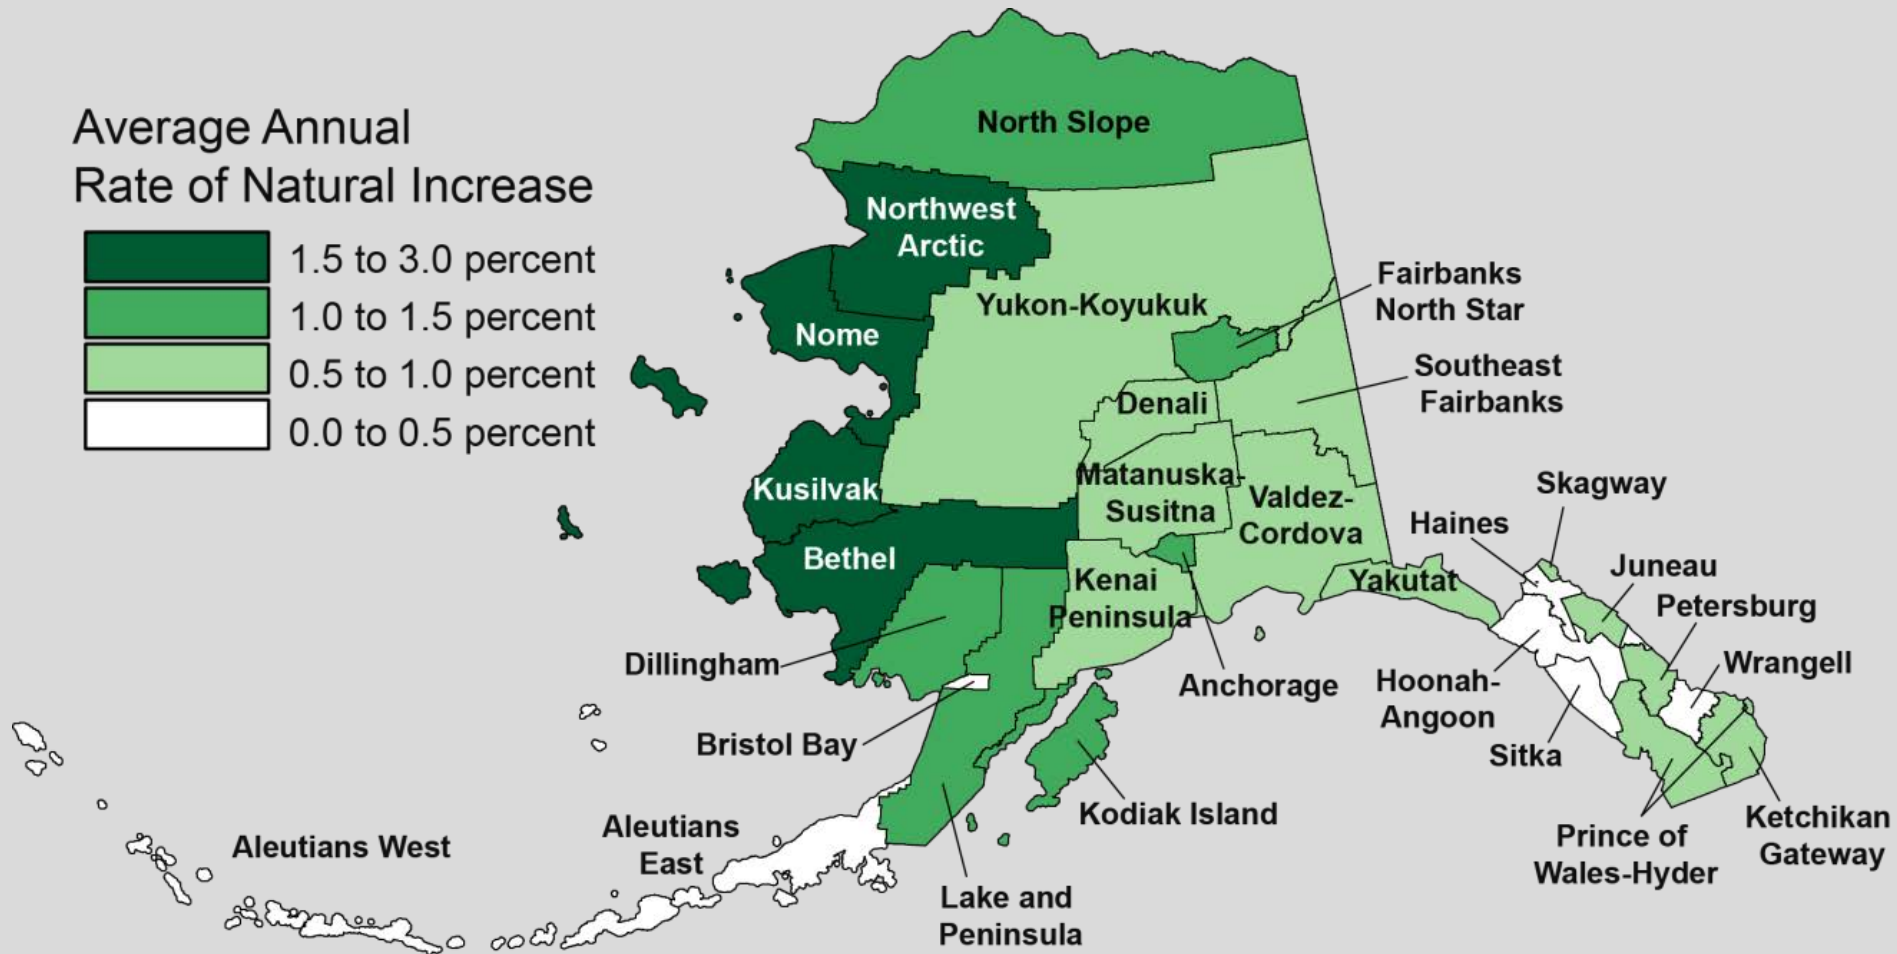 Average Annual
Rate of Natural Increase
1.5 to 3.0 percent
1.0 to 1.5 percent
0.5 to 1.0 percent
0.0 to 0.5 percent
North Slope
Northwest
Arctic
Nome
Yukon-Koyukuk
Fairbanks
North Star
Southeast
Fairbanks
Denali
Kusilvak
Matanuska-
Susitna
Valdez-
Cordova
Bethel
Kenai
Peninsula
Yakutat
Skagway
Haines
Juneau
Petersburg
Wrangell
Dillingham
Anchorage
Hoonah-
Angoon
Sitka
Bristol Bay
Kodiak Island
Aleutians West
Aleutians
East
Lake and
Peninsula
Prince of
Wales-Hyder
Ketchikan
Gateway